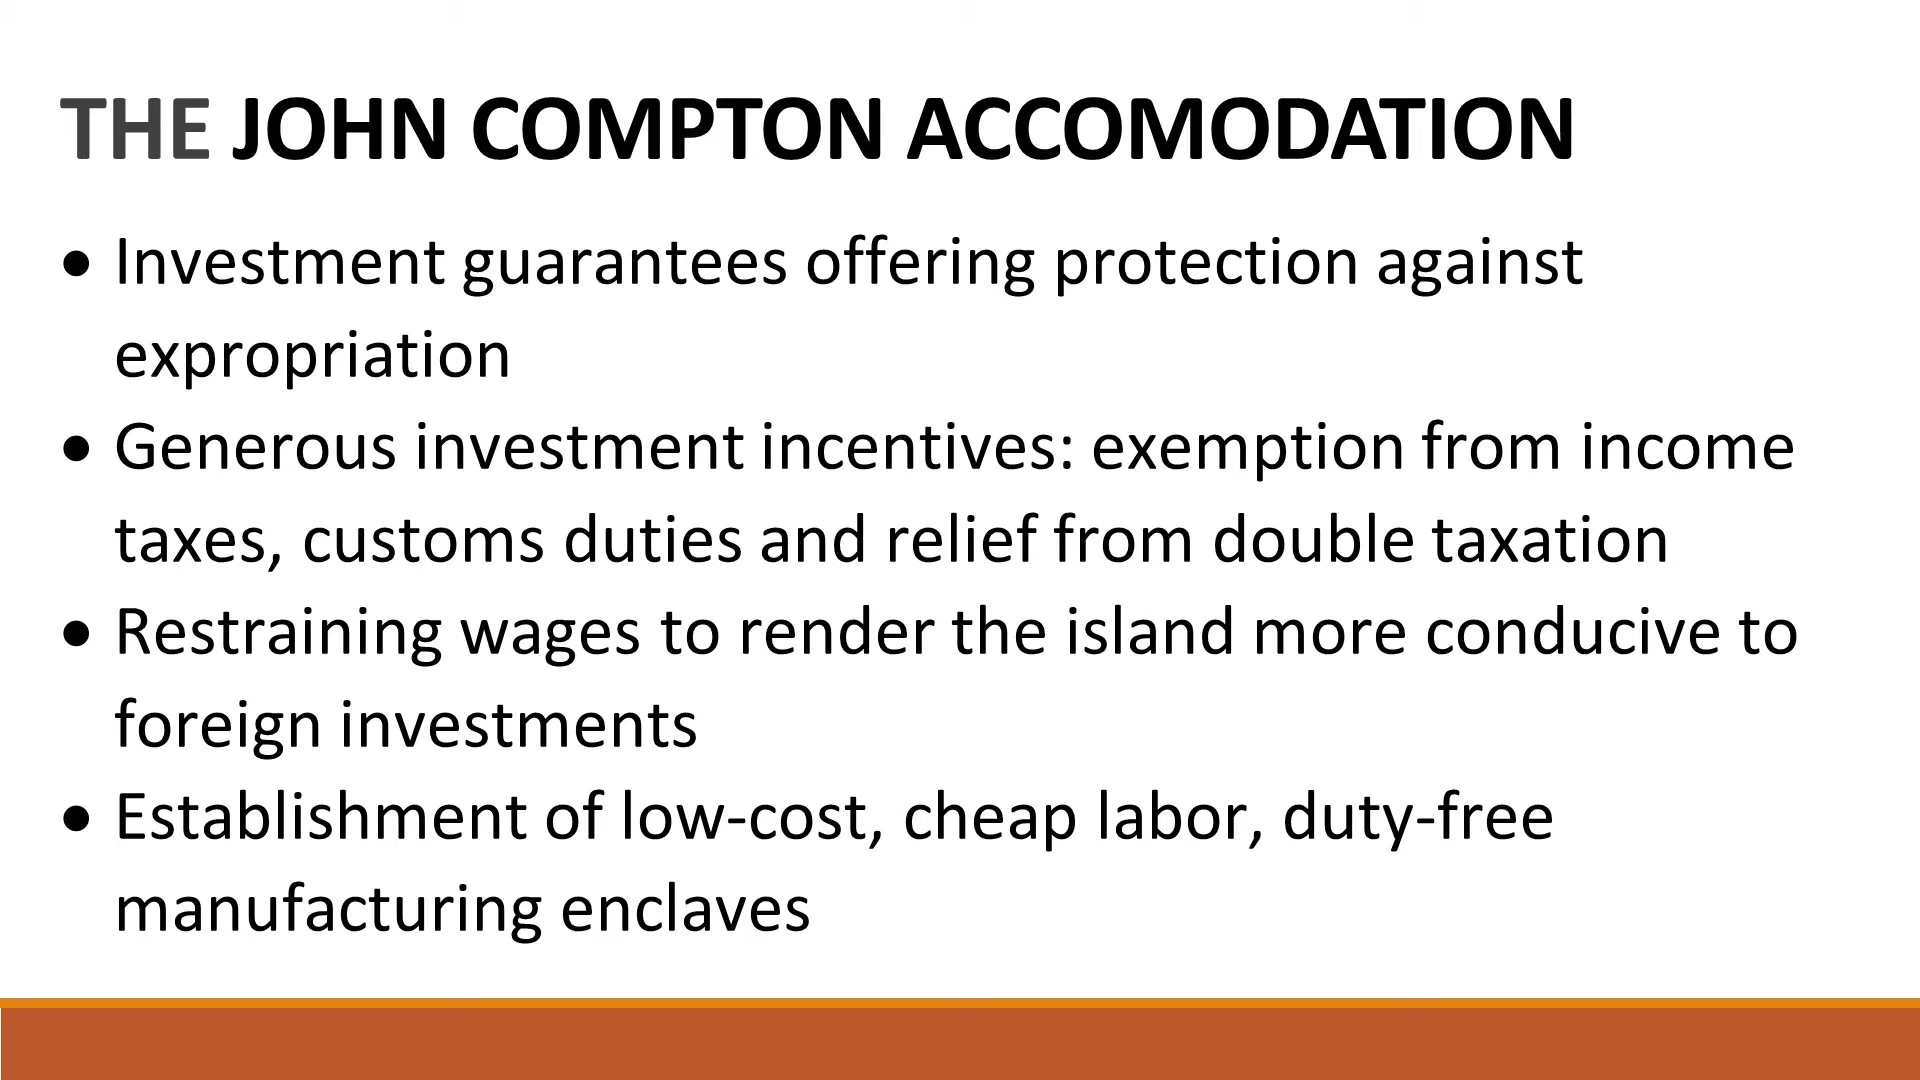 THE JOHN COMPTON ACCOMODATION
• Investment guarantees offering protection against
expropriation
• Generous investment incentives: exemption from income
taxes, customs duties and relief from double taxation
• Restraining wages to render the island more conducive to
foreign investments
• Establishment of low-cost, cheap labor, duty-free
manufacturing enclaves